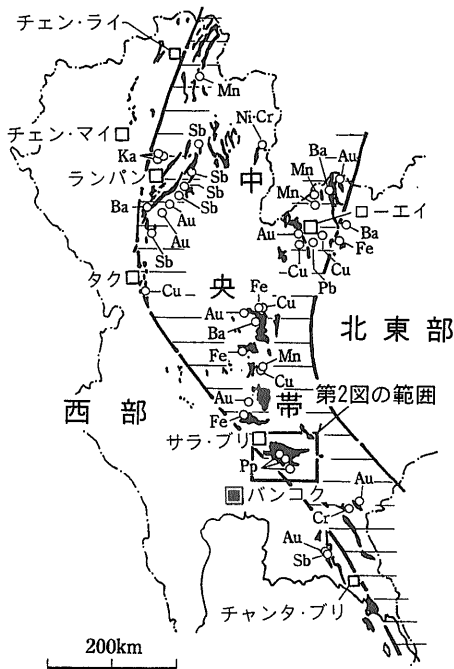 チェン・ライ
Mn
チェン・マイ
Sb
Ni・Cr
Ka
ランパン
Sb
中
Ba
Au
Mn
Mn
Sb
Sb
ローエイ
Ba
Au
Au
Au
Ba
Fe
Sb
Cu
Cu
Pb
タク
Cu
央
Fe
Cu
Au
Ba
北東部
Fe
Mn
Cu
西部
Au
帯
第2図の範囲
Fe
サラ・ブリ
Pp
バンコク
Au
Cr
Au
Sb
チャンタ・ブリ
200km